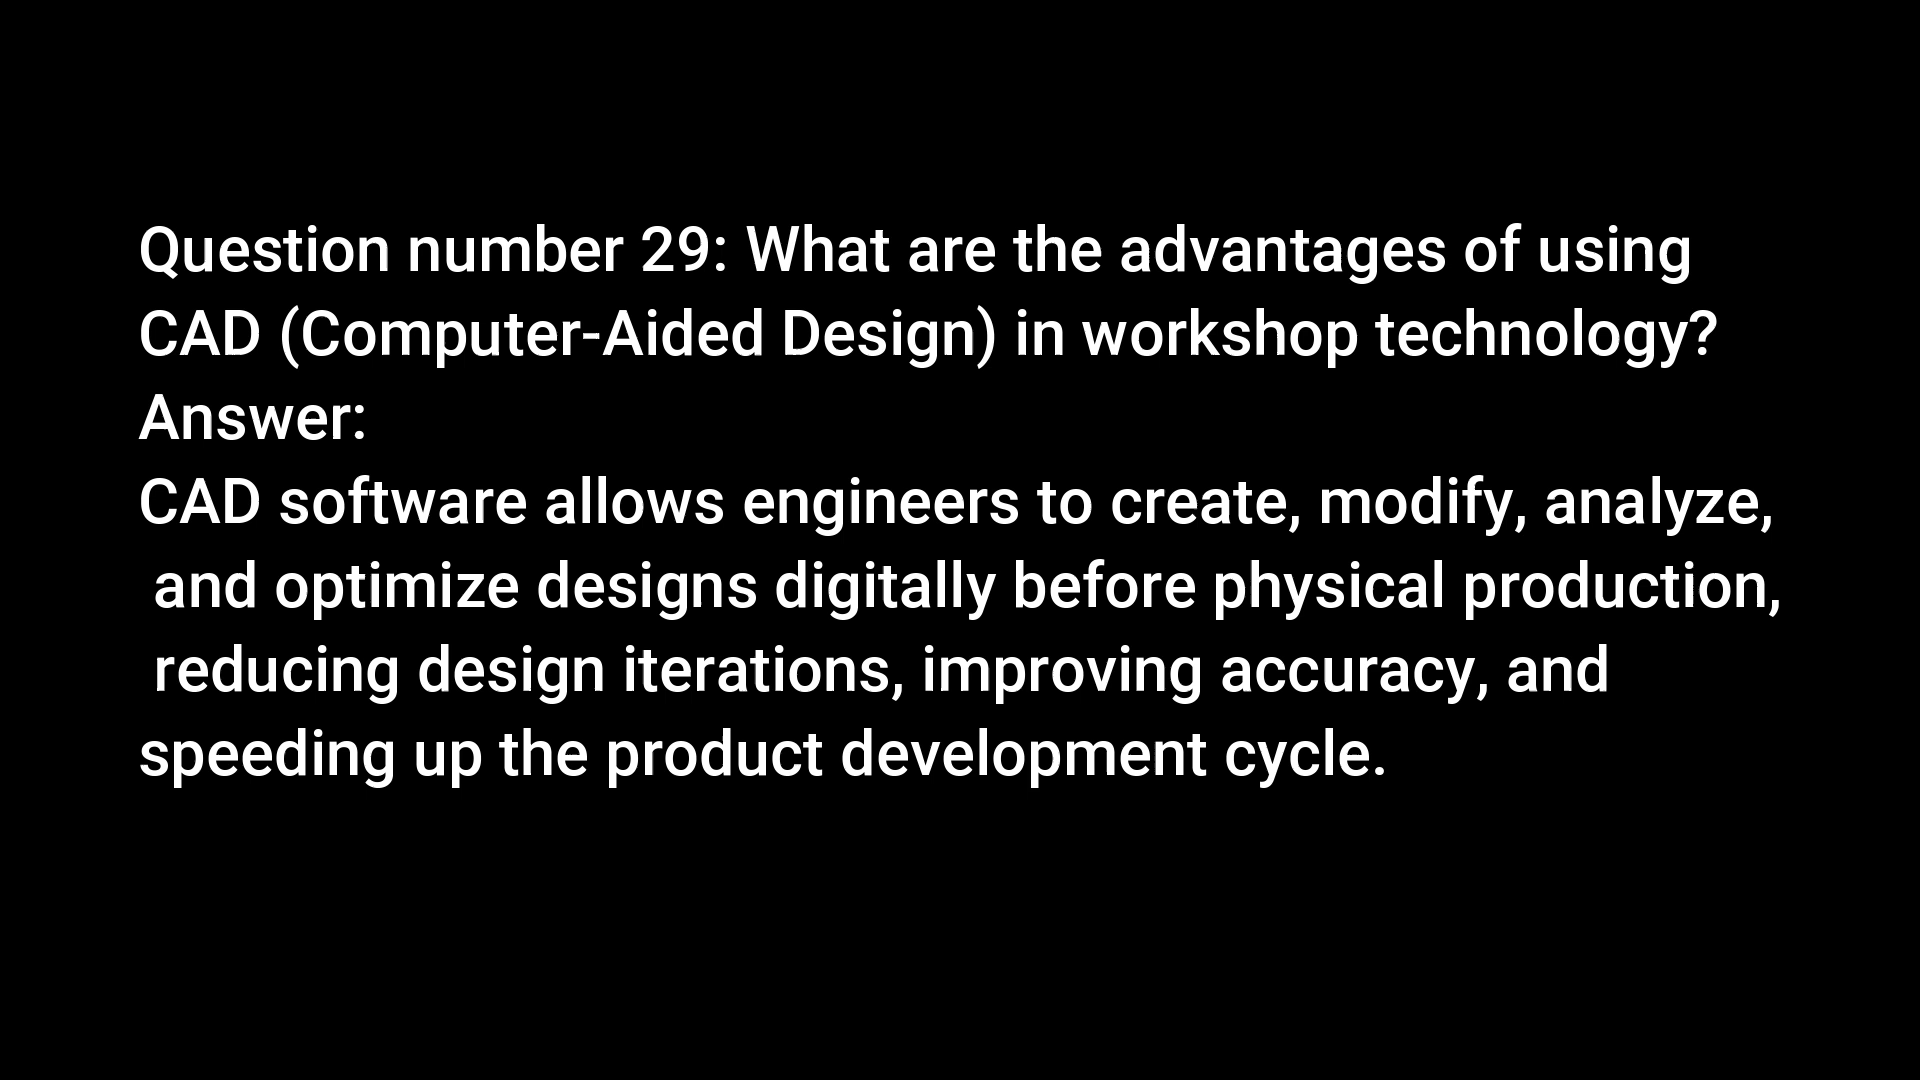 Question number 29: What are the advantages of using
CAD (Computer-Aided Design) in workshop technology?
Answer:
CAD software allows engineers to create, modify, analyze,
and optimize designs digitally before physical production,
reducing design iterations, improving accuracy, and
speeding up the product development cycle.